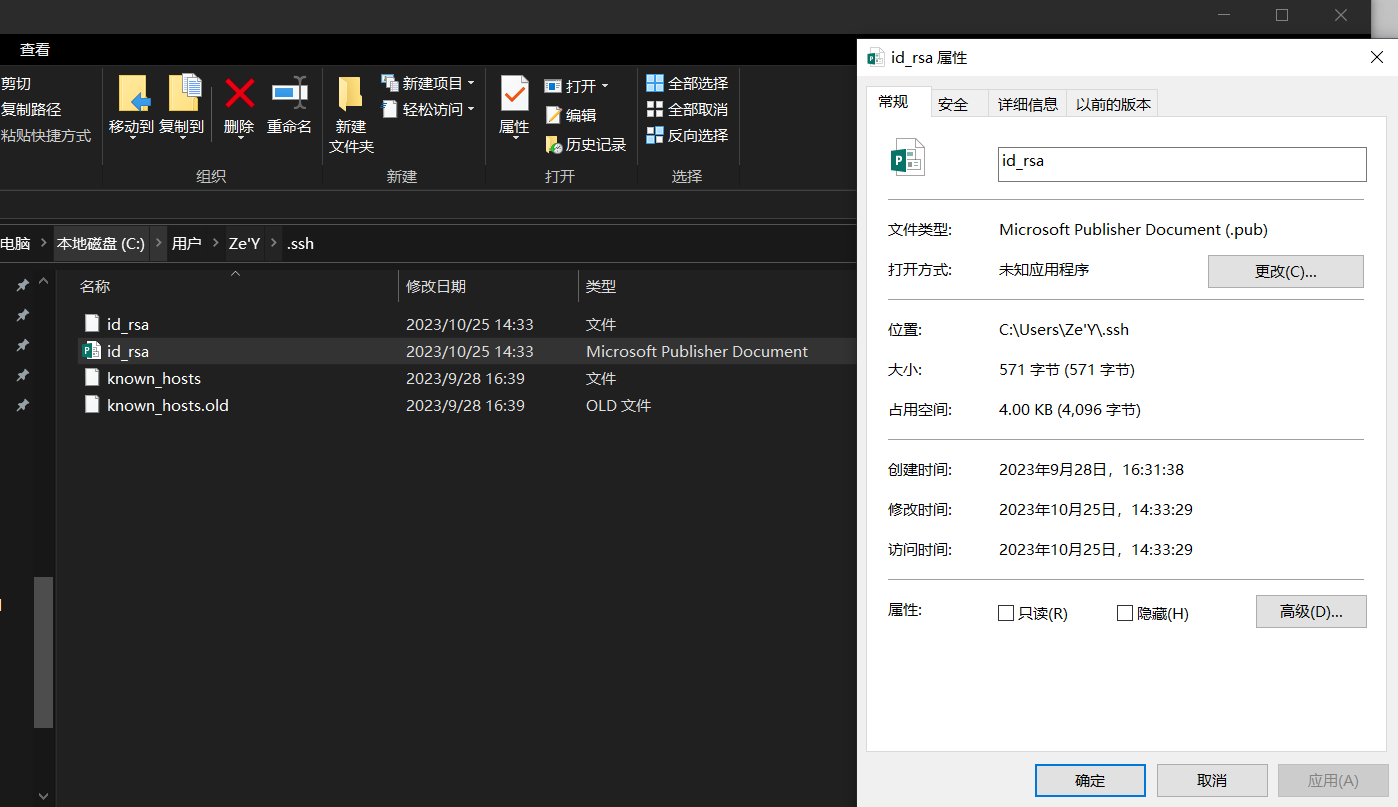 查看
剪切
复制路径
粘贴快捷方式
移动到
复制到
删除
重命名
组织
新建
文件夹
新建项目
轻松访问
新建
属性
打开
编辑
历史记录
打开
全部选择
全部取消
反向选择
选择
电脑 > 本地磁盘 (C:) > 用户 > Ze'Y > .ssh
名称 修改日期 类型
id_rsa 2023/10/25 14:33 文件
id_rsa 2023/10/25 14:33 Microsoft Publisher Document
known_hosts 2023/9/28 16:39 文件
known_hosts.old 2023/9/28 16:39 OLD 文件
id_rsa 属性
常规 安全 详细信息 以前的版本
id_rsa
文件类型: Microsoft Publisher Document (.pub)
打开方式: 未知应用程序 更改(C)...
位置: C:\Users\Ze'Y\.ssh
大小: 571 字节 (571 字节)
占用空间: 4.00 KB (4,096 字节)
创建时间: 2023年9月28日，16:31:38
修改时间: 2023年10月25日，14:33:29
访问时间: 2023年10月25日，14:33:29
属性: 只读(R) 隐藏(H) 高级(D)...
确定 取消 应用(A)